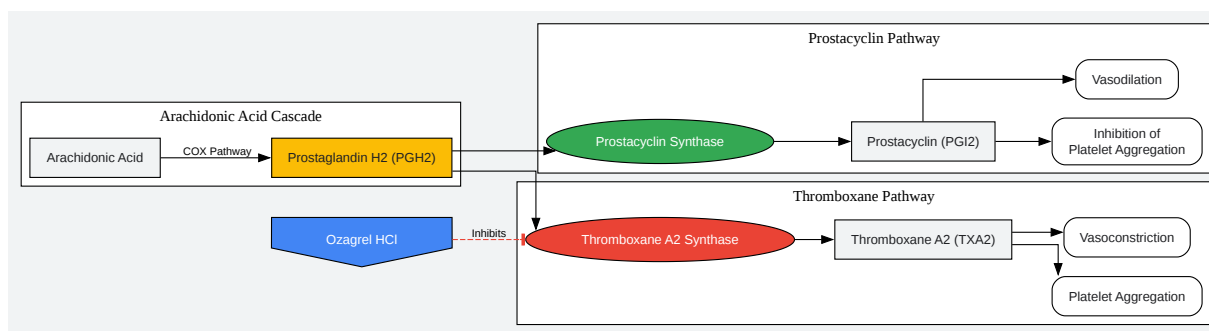 Prostacyclin Pathway
Vasodilation
Arachidonic Acid Cascade
Arachidonic Acid
COX Pathway
Prostaglandin H2 (PGH2)
Prostacyclin Synthase
Prostacyclin (PGI2)
Inhibition of
Platelet Aggregation
Thromboxane Pathway
Ozagrel HCl
Inhibits
Thromboxane A2 Synthase
Thromboxane A2 (TXA2)
Vasoconstriction
Platelet Aggregation